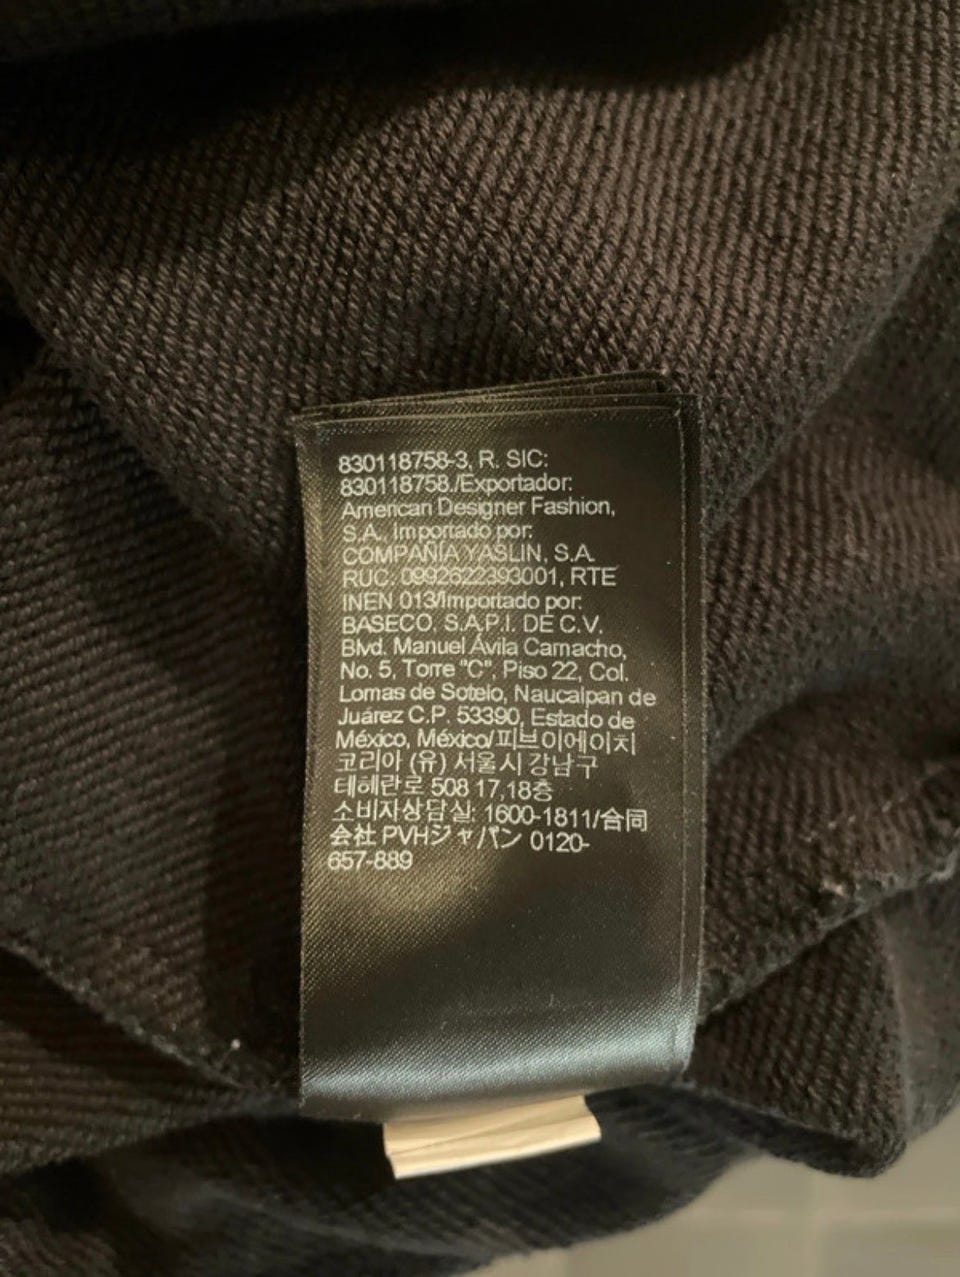 830118758-3, R. SIC:
830118758./Exportador:
American Designer Fashion,
S.A., Importado por:
COMPAÑÍA YASLIN, S.A.
RUC. 0992622393001, RTE
INEN 013/Importado por:
BASECO, S.A.P.I. DE C.V.
Blvd. Manuel Ávila Camacho,
No. 5, Torre "C", Piso 22, Col.
Lomas de Sotelo, Naucalpan de
Juárez C.P. 53390, Estado de
México, México/피브이에이치
코리아 (유) 서울시 강남구
테헤란로 508 17,18층
소비자상담실: 1600-1811/合同
会社 PVHジャパン 0120-
657-889